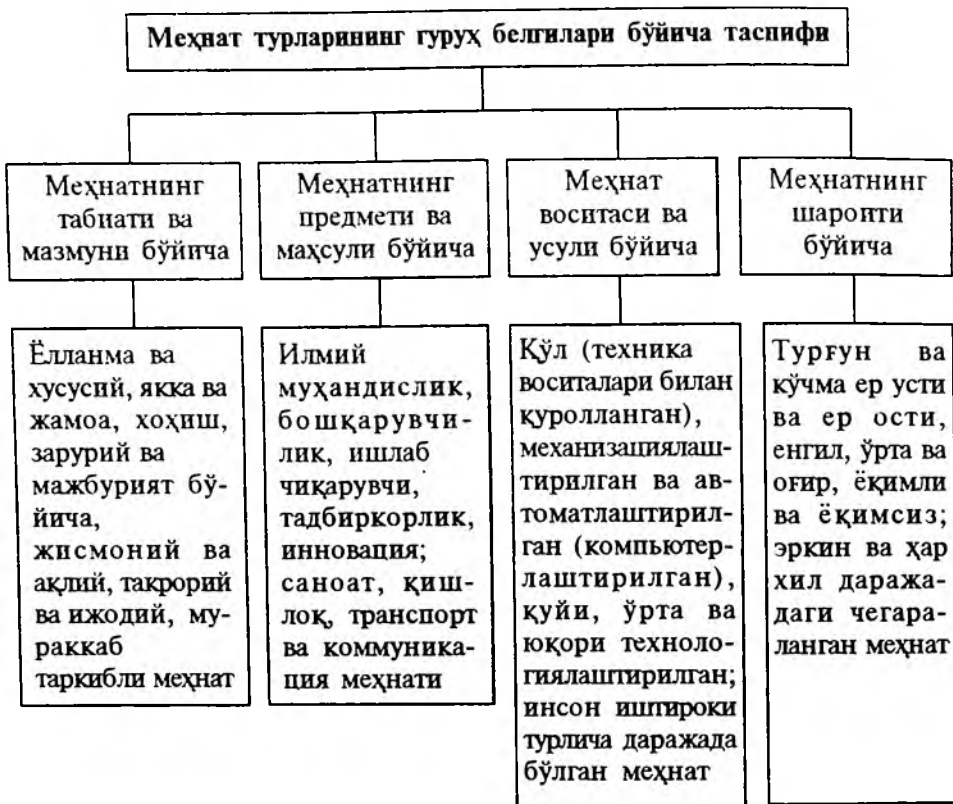 Меҳнат турларининг гуруҳ белгилари бўйича таснифи
Меҳнатнинг
табиати ва
мазмуни бўйича
Меҳнатнинг
предмети ва
маҳсули бўйича
Меҳнат
воситаси ва
усули бўйича
Меҳнатнинг
шароити
бўйича
Ёлланма ва
хусусий, якка ва
жамоа, хоҳиш,
зарурий ва
мажбурият бў-
йича,
жисмоний ва
ақлий, такрорий
ва ижодий, му-
раккаб
таркибли меҳнат
Илмий
муҳандислик,
бошқарувчи-
лик, ишлаб
чиқарувчи,
тадбиркорлик,
инновация;
саноат, қиш-
лоқ, транспорт
ва коммуника-
ция меҳнати
Қўл (техника
воситалари билан
қуролланган),
механизациялаш-
тирилган ва ав-
томатлаштирил-
ган (компьютер-
лаштирилган),
қуйи, ўрта ва
юқори техноло-
гиялаштирилган;
инсон иштироки
турлича даражада
бўлган меҳнат
Турғун ва
кўчма ер усти
ва ер ости,
енгил, ўрта ва
оғир, ёқимли
ва ёқимсиз;
эркин ва ҳар
хил даража-
даги чегара-
ланган меҳнат